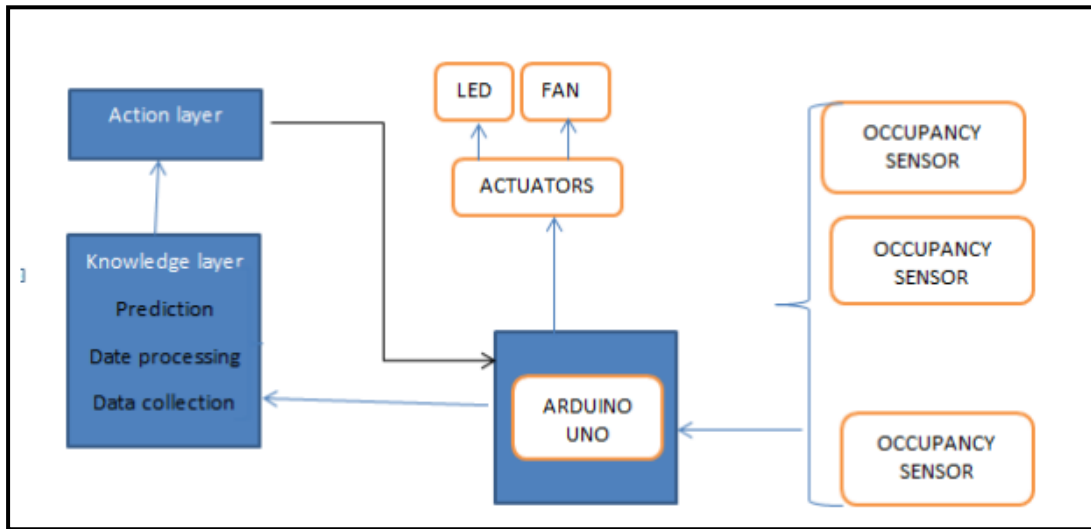 LED
FAN
Action layer
OCCUPANCY
SENSOR
ACTUATORS
Knowledge layer
Prediction
Date processing
Data collection
OCCUPANCY
SENSOR
ARDUINO
UNO
OCCUPANCY
SENSOR
]